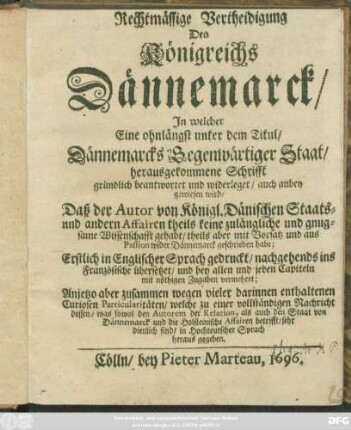 Rechtmässige Vertheidigung
Des
Königreichs
Dännemarck/
In welcher
Eine ohnlängst unter dem Titul/
Dännemarcks Gegenwärtiger Staat/
herausgekommene Schrifft
gründlich beantwortet und widerleget/ auch anbey
gewiesen wird/
Daß der Autor von Königl. Dänischen Staats-
und andern Affairen theils keine zulängliche und gnug-
same Wissenschafft gehabt/ theils aber mit Vorsatz und aus
Passion wider Dännemarck geschrieben habe;
Erstlich in Englischer Sprach gedruckt/ nachgehends ins
Französische übersetzet/ und bey allen und jeden Capiteln
mit nöthigen Zugaben vermehret;
Anjetzo aber zusammen wegen vieler darinnen enthaltenen
Curiosen Particularitäten/ welche zu einer vollständigen Nachricht
dessen/ was sowol den Autorem der Relation, als auch den Staat von
Dännemarck und die Holsteinische Affairen betrifft/ sehr
dienlich sind/ in Hochteutscher Sprach
heraus gegeben.
Cölln/ bey Pieter Marteau, 1696.
DFG